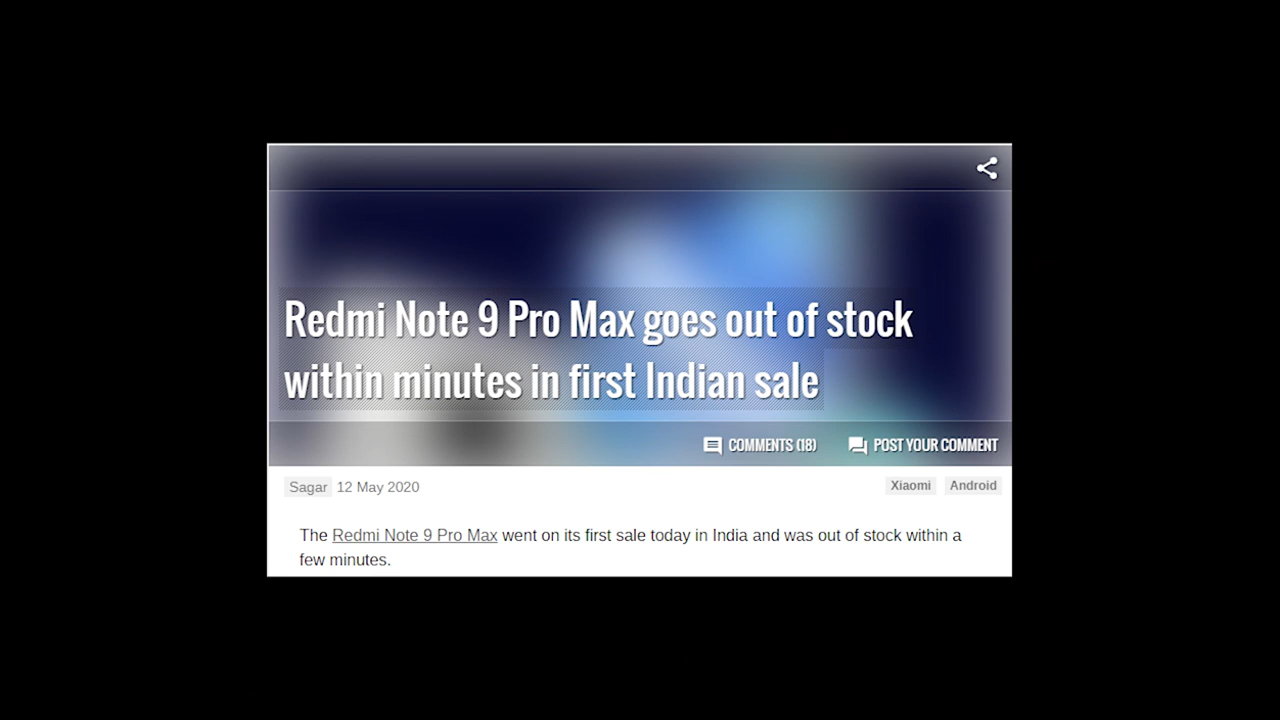 Redmi Note 9 Pro Max goes out of stock
within minutes in first Indian sale
COMMENTS (18) POST YOUR COMMENT
Sagar 12 May 2020 Xiaomi Android
The Redmi Note 9 Pro Max went on its first sale today in India and was out of stock within a
few minutes.